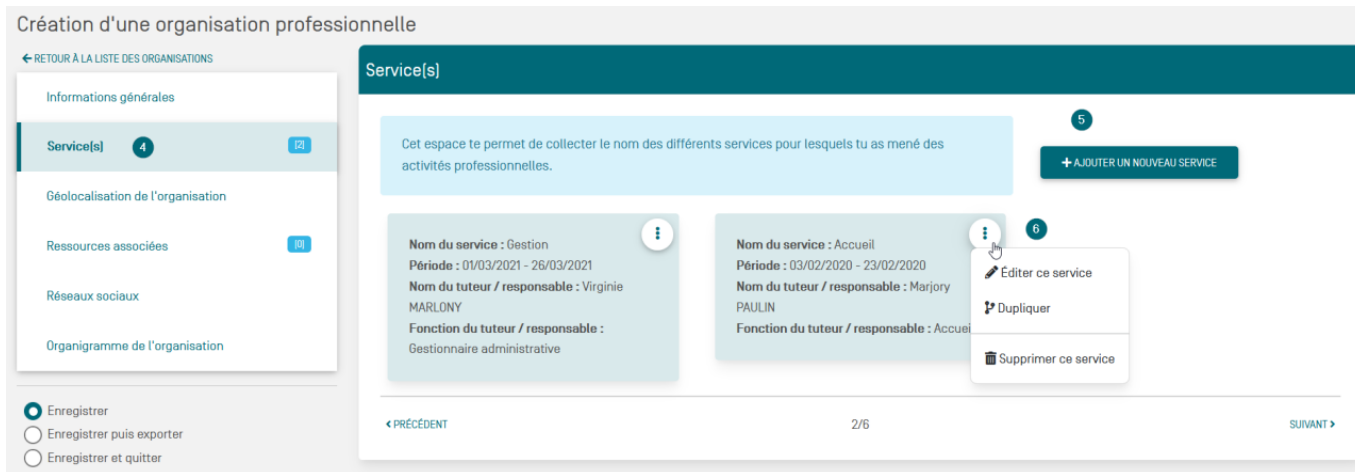 Création d'une organisation professionnelle
RETOUR À LA LISTE DES ORGANISATIONS
Informations générales
Service(s) 4 [2]
Géolocalisation de l'organisation
Ressources associées [0]
Réseaux sociaux
Organigramme de l'organisation
Enregistrer
Enregistrer puis exporter
Enregistrer et quitter
Service(s)
Cet espace te permet de collecter le nom des différents services pour lesquels tu as mené des
activités professionnelles.
5
+ AJOUTER UN NOUVEAU SERVICE
Nom du service : Gestion
Période : 01/03/2021 - 26/03/2021
Nom du tuteur / responsable : Virginie
MARLONY
Fonction du tuteur / responsable :
Gestionnaire administrative
Nom du service : Accueil
Période : 03/02/2020 - 23/02/2020
Nom du tuteur / responsable : Marjory
PAULIN
Fonction du tuteur / responsable : Accuei
6
Éditer ce service
Dupliquer
Supprimer ce service
PRÉCÉDENT
2/6
SUIVANT